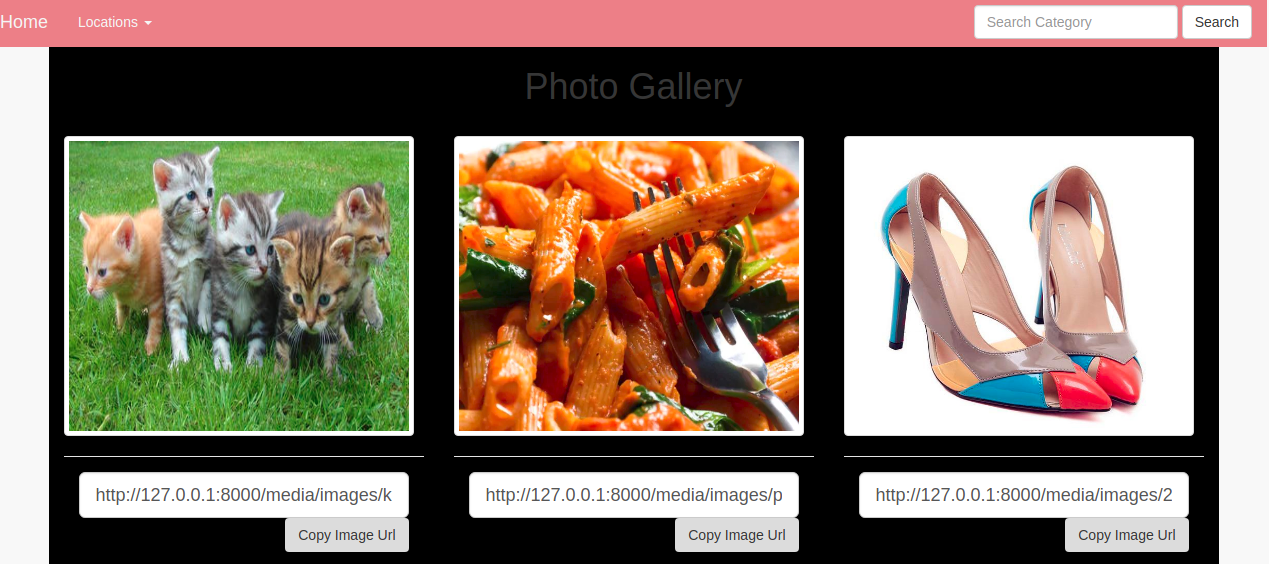 Home Locations Search Category Search
Photo Gallery
http://127.0.0.1:8000/media/images/k http://127.0.0.1:8000/media/images/p http://127.0.0.1:8000/media/images/2
Copy Image Url Copy Image Url Copy Image Url